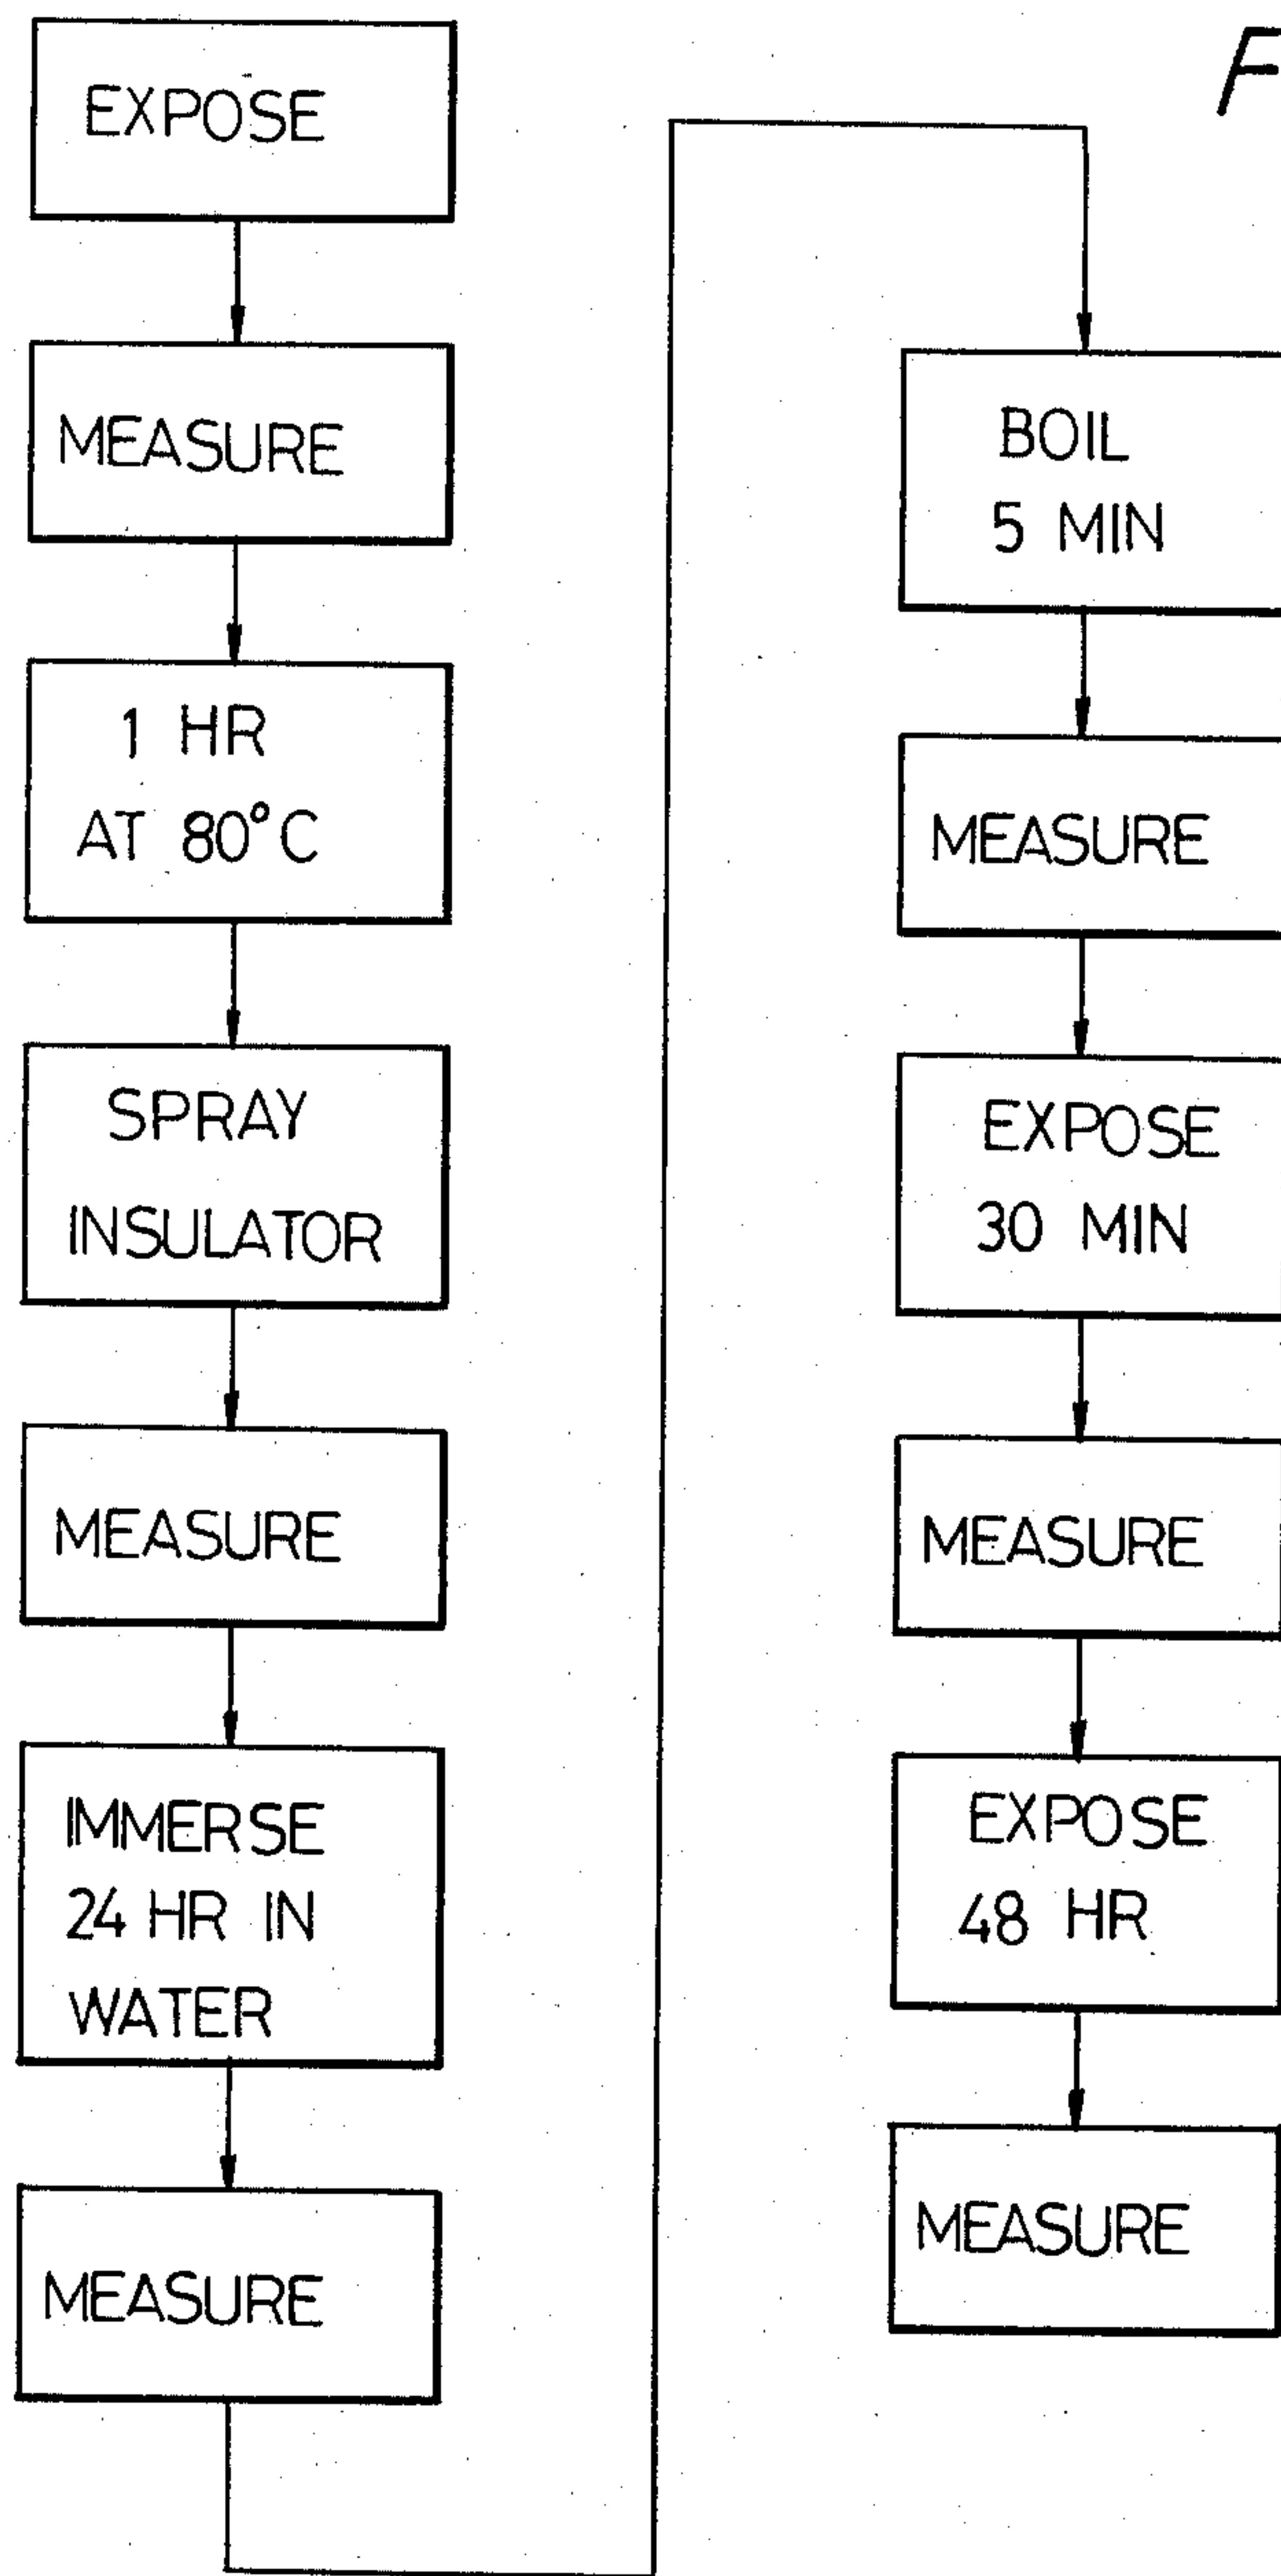 EXPOSE
MEASURE
1 HR
AT 80°C
SPRAY
INSULATOR
MEASURE
IMMERSE
24 HR IN
WATER
MEASURE
F
BOIL
5 MIN
MEASURE
EXPOSE
30 MIN
MEASURE
EXPOSE
48 HR
MEASURE